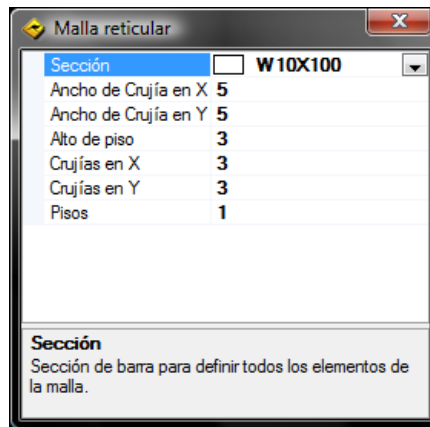 Malla reticular
Sección W10X100
Ancho de Crujía en X 5
Ancho de Crujía en Y 5
Alto de piso 3
Crujías en X 3
Crujías en Y 3
Pisos 1
Sección
Sección de barra para definir todos los elementos de
la malla.